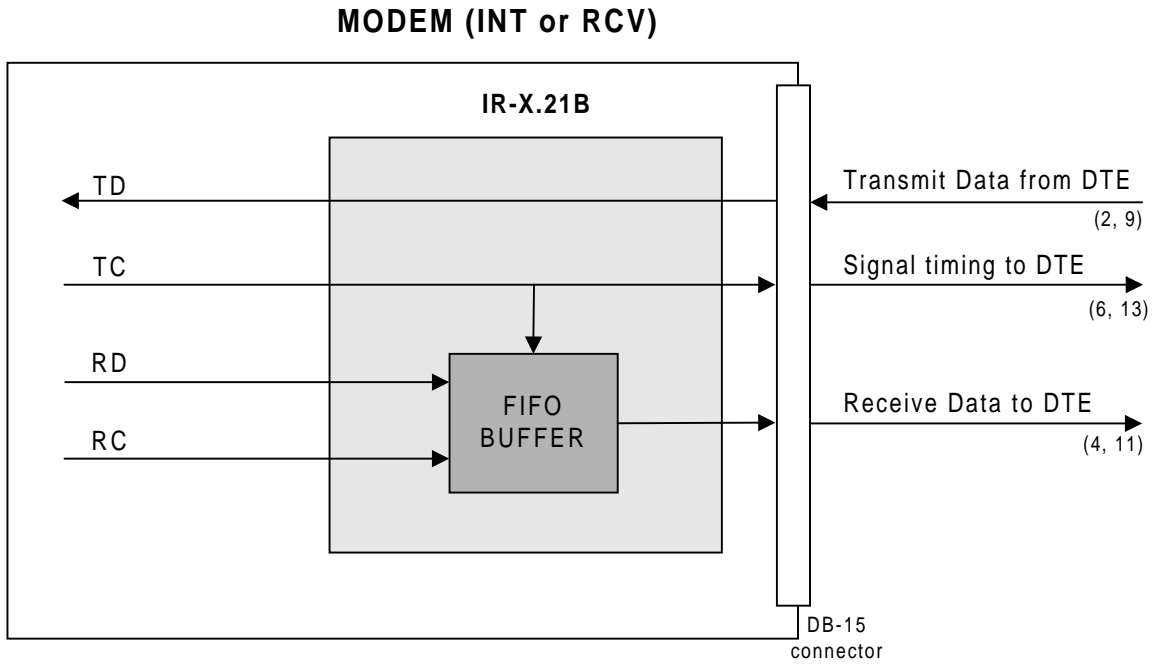 MODEM (INT or RCV)
IR-X.21B
TD
Transmit Data from DTE
(2, 9)
TC
Signal timing to DTE
(6, 13)
RD
FIFO
BUFFER
Receive Data to DTE
(4, 11)
RC
DB-15
connector